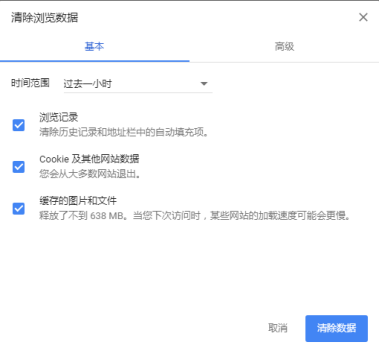 清除浏览数据
基本 高级
时间范围 过去一小时
浏览记录
清除历史记录和地址栏中的自动填充项。
Cookie 及其他网站数据
您会从大多数网站退出。
缓存的图片和文件
释放了不到 638 MB。当您下次访问时，某些网站的加载速度可能会更慢。
取消 清除数据